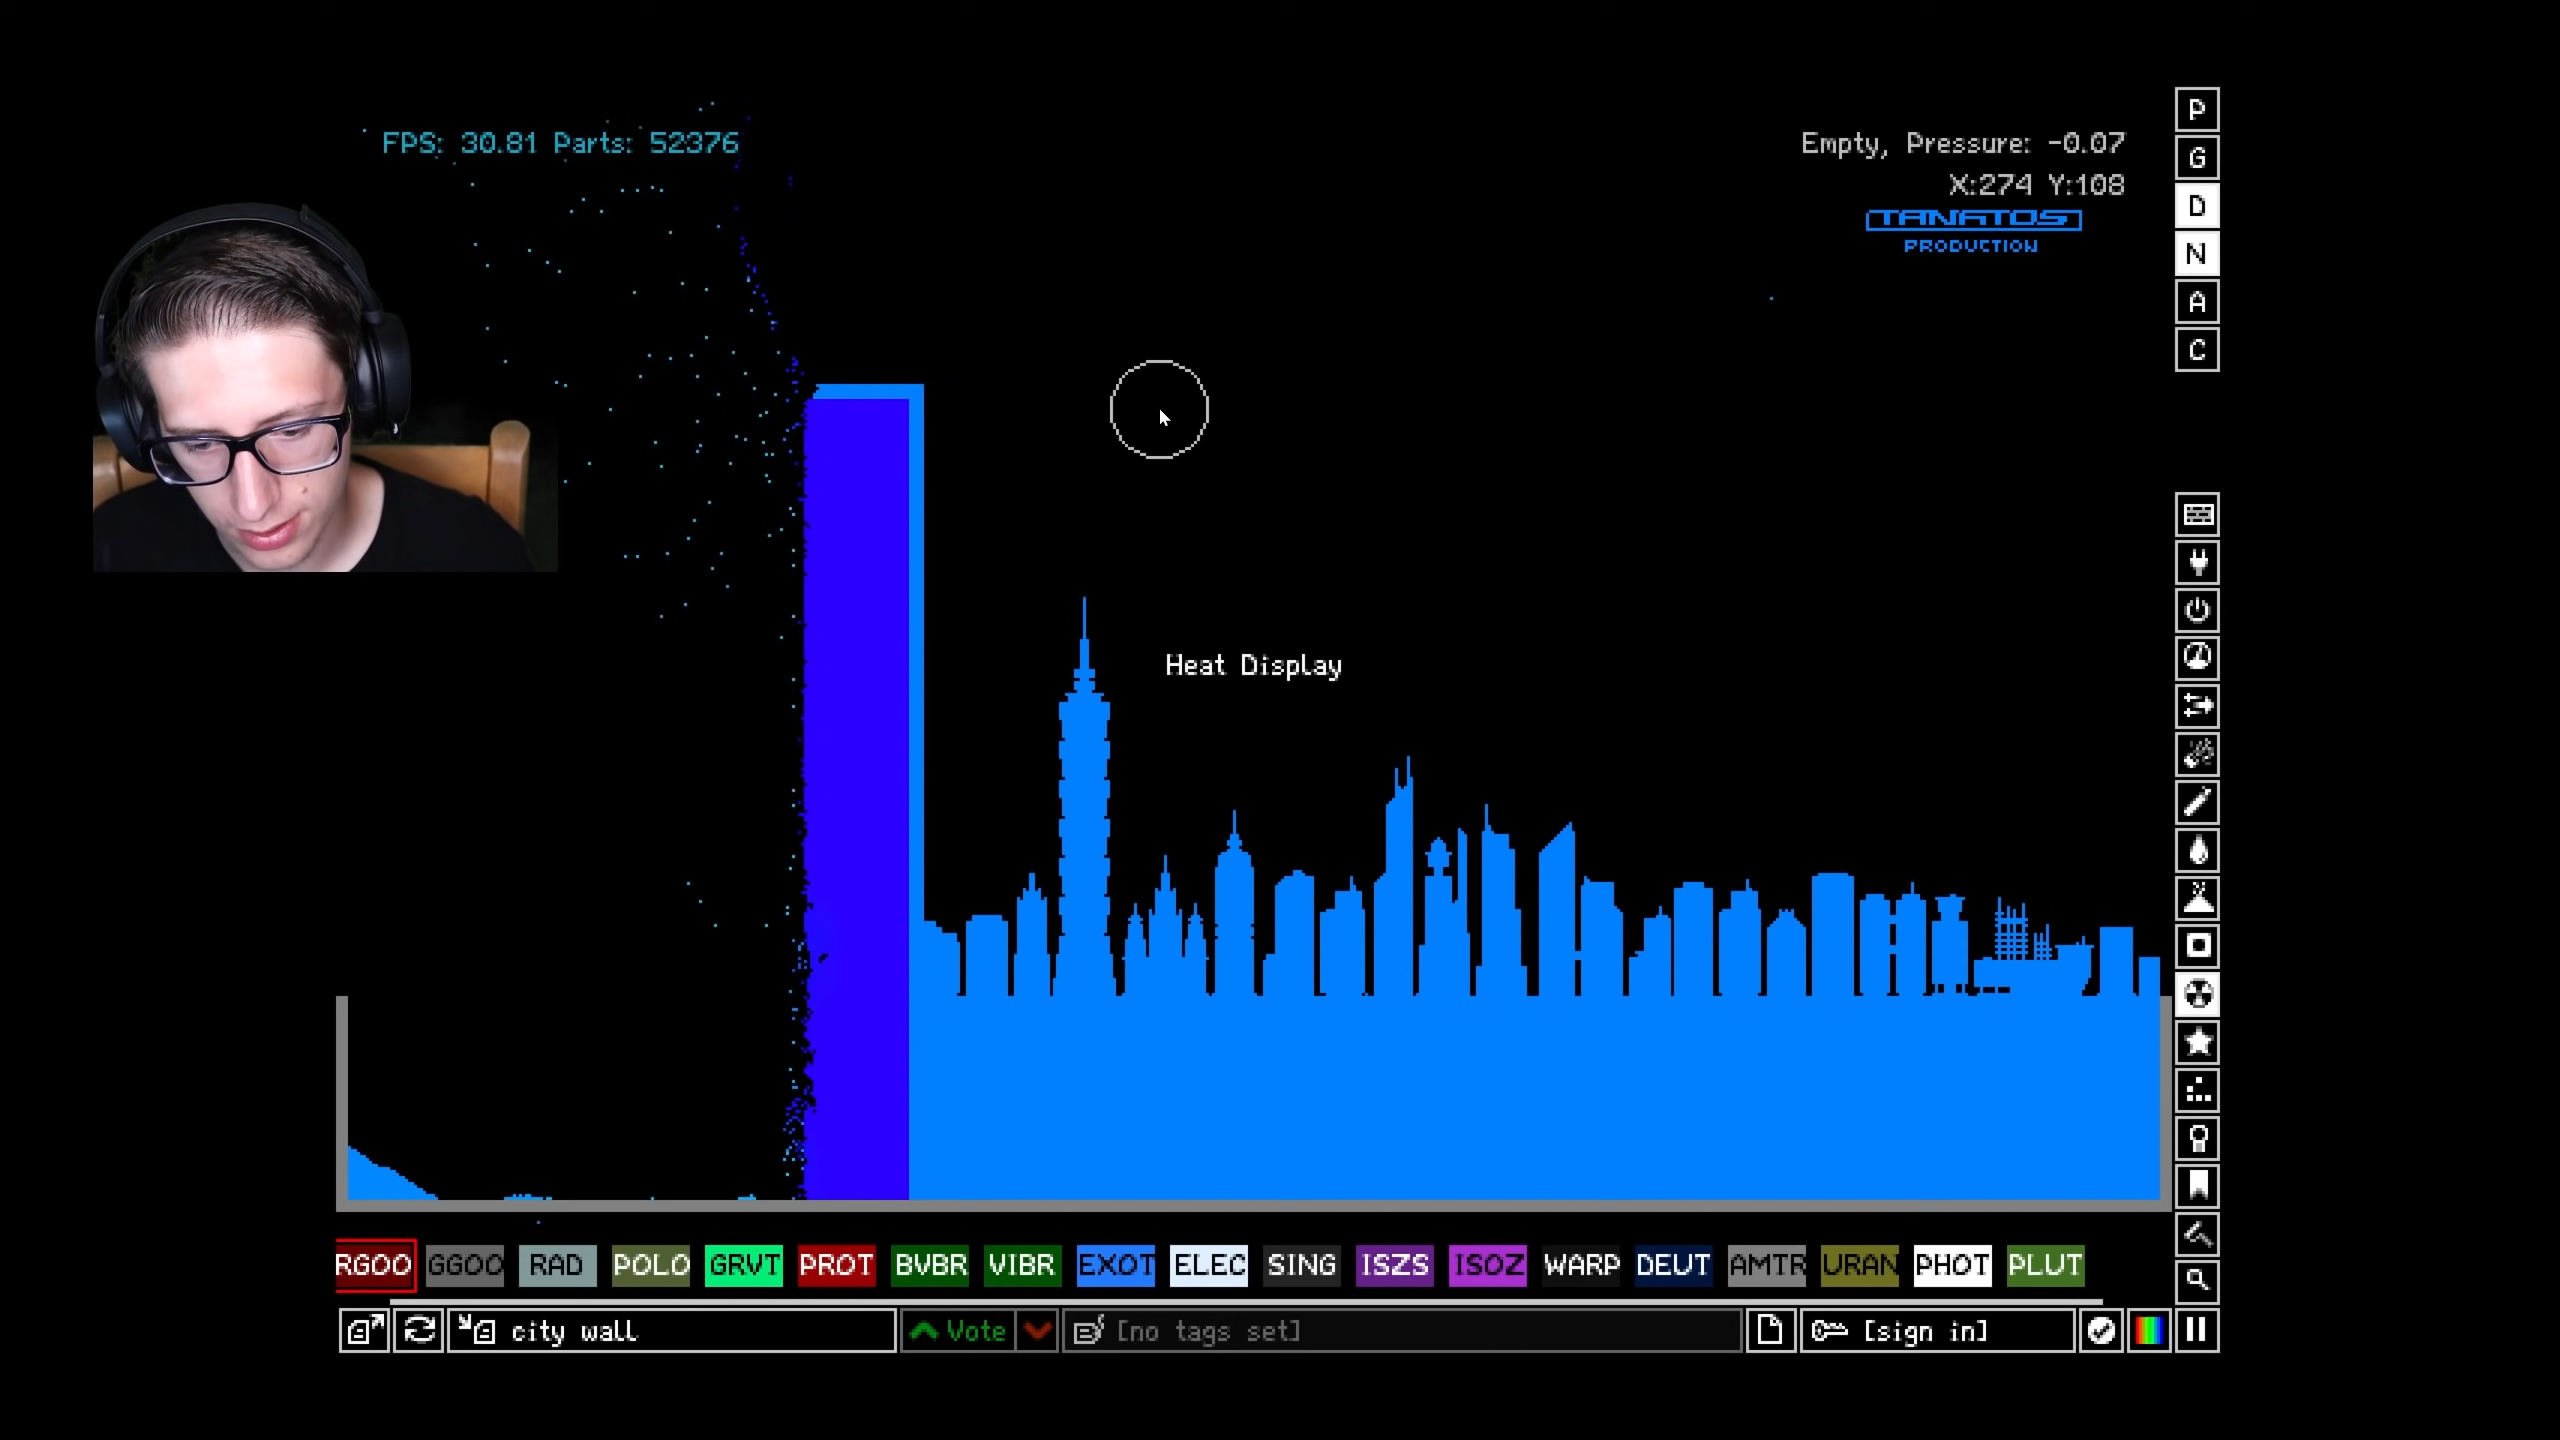 FPS: 30.81 Parts: 52376
Empty, Pressure: -0.07
X:274 Y:108
TANATOS
PRODUCTION
P
G
D
N
A
C
Heat Display
RGOO GGOO RAD POLO GRVT PROT BVBR VIBR EXOT ELEC SING ISZS ISOZ WARP DEUT AMTR URAN PHOT PLUT
city wall Vote [no tags set] [sign in]